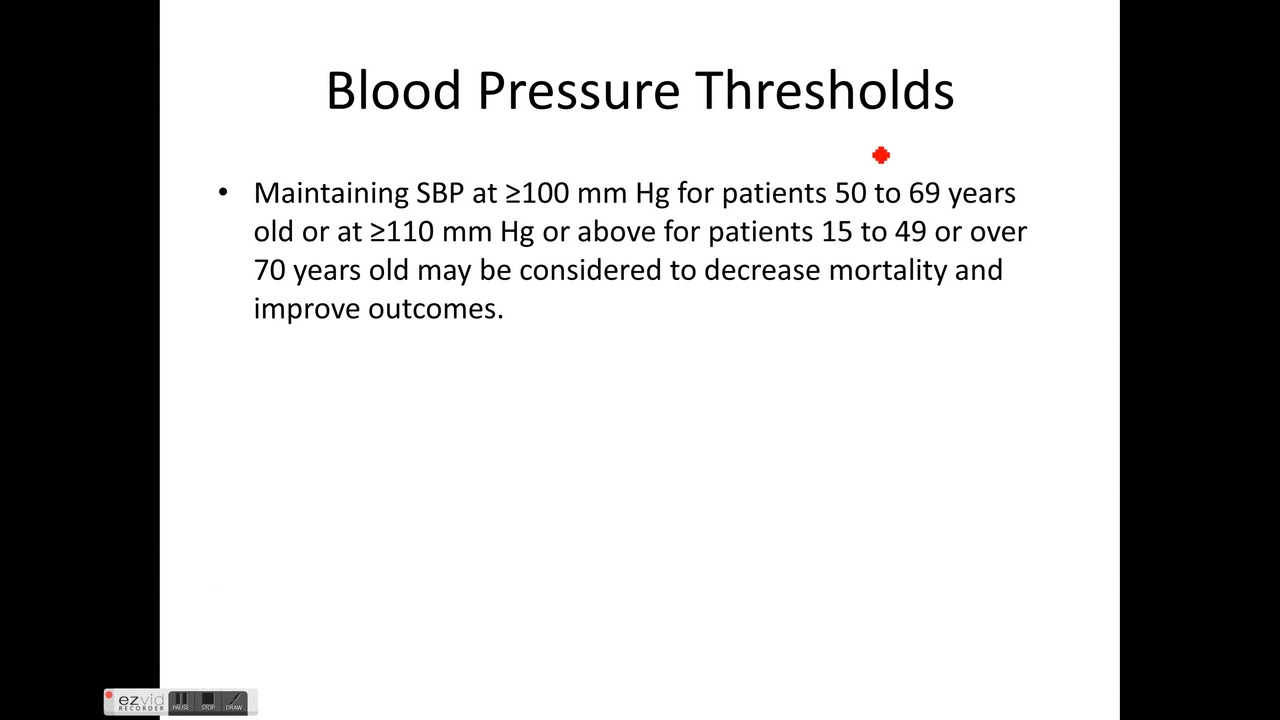 Blood Pressure Thresholds
• Maintaining SBP at ≥100 mm Hg for patients 50 to 69 years
old or at ≥110 mm Hg or above for patients 15 to 49 or over
70 years old may be considered to decrease mortality and
improve outcomes.
ezvid
RECORDER
PAUSE STOP DRAW